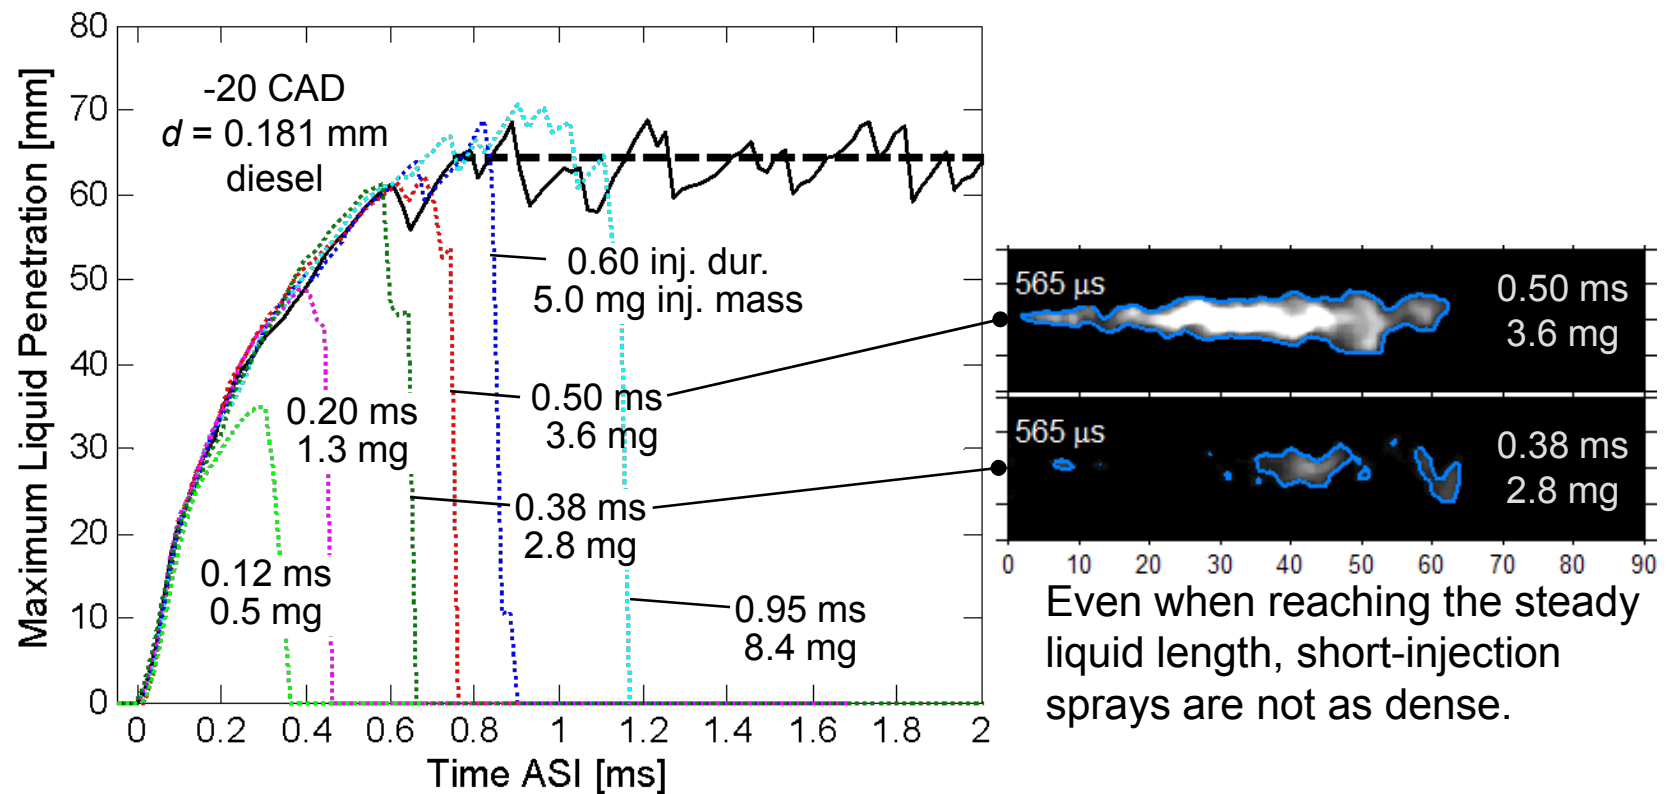 80
70
60
50
40
30
20
10
0
Maximum Liquid Penetration [mm]
-20 CAD
d = 0.181 mm
diesel
0.60 inj. dur.
5.0 mg inj. mass
0.20 ms
1.3 mg
0.50 ms
3.6 mg
0.38 ms
2.8 mg
0.12 ms
0.5 mg
0.95 ms
8.4 mg
0 0.2 0.4 0.6 0.8 1 1.2 1.4 1.6 1.8 2
Time ASI [ms]
565 μs
0.50 ms
3.6 mg
565 μs
0.38 ms
2.8 mg
0 10 20 30 40 50 60 70 80 90
Even when reaching the steady
liquid length, short-injection
sprays are not as dense.